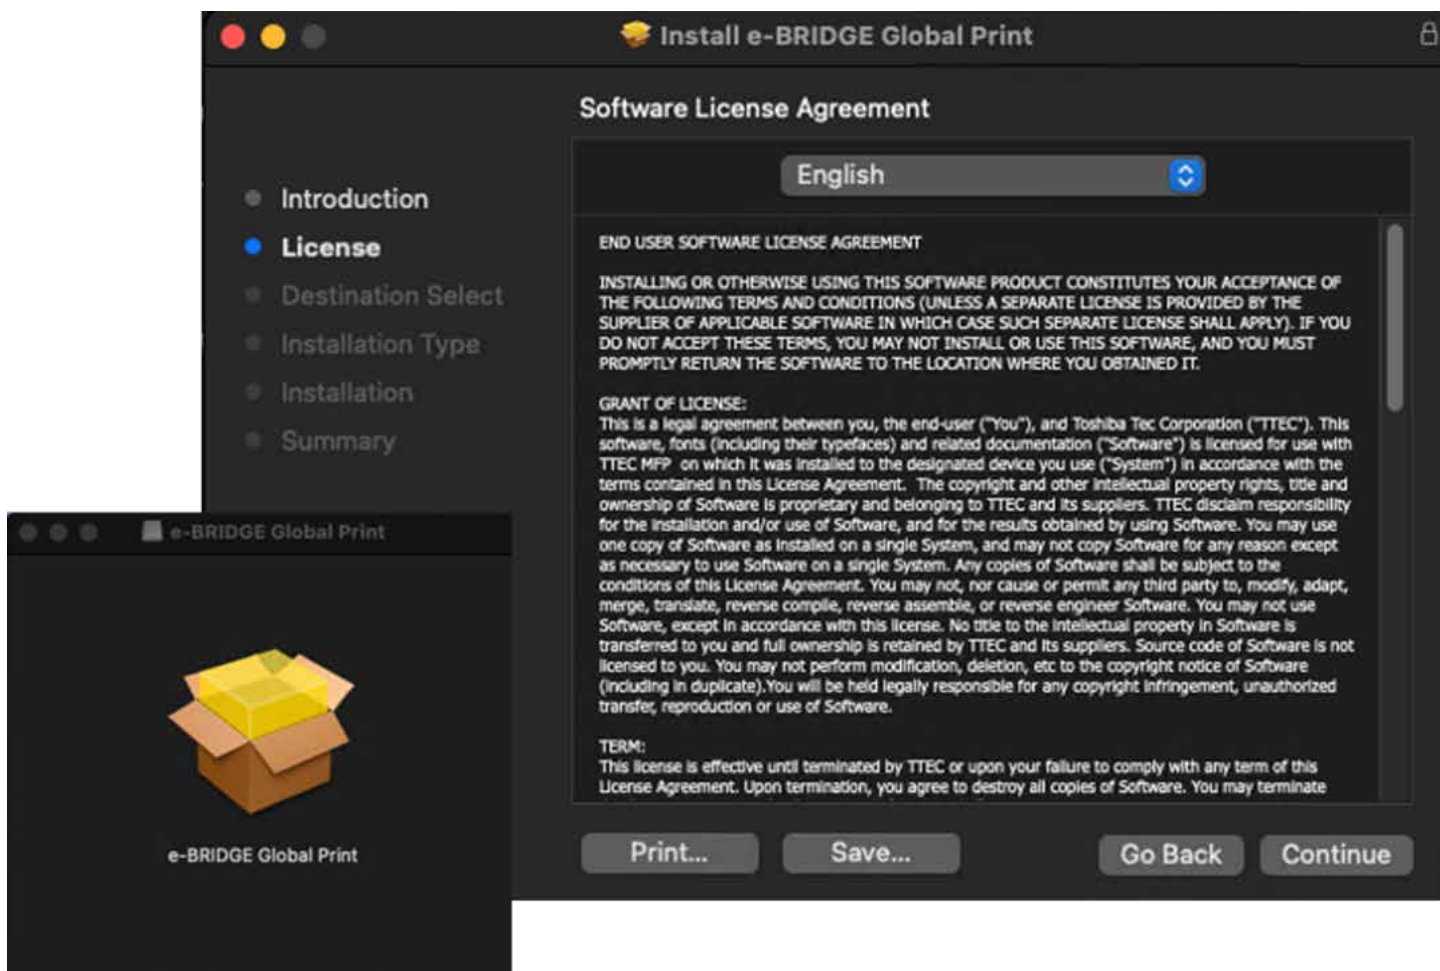 Install e-BRIDGE Global Print
Software License Agreement
English
Introduction
License
Destination Select
Installation Type
Installation
Summary
END USER SOFTWARE LICENSE AGREEMENT
INSTALLING OR OTHERWISE USING THIS SOFTWARE PRODUCT CONSTITUTES YOUR ACCEPTANCE OF
THE FOLLOWING TERMS AND CONDITIONS (UNLESS A SEPARATE LICENSE IS PROVIDED BY THE
SUPPLIER OF APPLICABLE SOFTWARE IN WHICH CASE SUCH SEPARATE LICENSE SHALL APPLY). IF YOU
DO NOT ACCEPT THESE TERMS, YOU MAY NOT INSTALL OR USE THIS SOFTWARE, AND YOU MUST
PROMPTLY RETURN THE SOFTWARE TO THE LOCATION WHERE YOU OBTAINED IT.
GRANT OF LICENSE:
This is a legal agreement between you, the end-user ("You"), and Toshiba Tec Corporation ("TTEC"). This
software, fonts (including their typefaces) and related documentation ("Software") is licensed for use with
TTEC MFP on which it was installed to the designated device you use ("System") in accordance with the
terms contained in this License Agreement. The copyright and other intellectual property rights, title and
ownership of Software is proprietary and belonging to TTEC and its suppliers. TTEC disclaim responsibility
for the installation and/or use of Software, and for the results obtained by using Software. You may use
one copy of Software as installed on a single System, and may not copy Software for any reason except
as necessary to use Software on a single System. Any copies of Software shall be subject to the
conditions of this License Agreement. You may not, nor cause or permit any third party to, modify, adapt,
merge, translate, reverse compile, reverse assemble, or reverse engineer Software. You may not use
Software, except in accordance with this license. No title to the intellectual property in Software is
transferred to you and full ownership is retained by TTEC and its suppliers. Source code of Software is not
licensed to you. You may not perform modification, deletion, etc to the copyright notice of Software
(including in duplicate).You will be held legally responsible for any copyright infringement, unauthorized
transfer, reproduction or use of Software.
TERM:
This license is effective until terminated by TTEC or upon your failure to comply with any term of this
License Agreement. Upon termination, you agree to destroy all copies of Software. You may terminate
Print...
Save...
Go Back
Continue
e-BRIDGE Global Print
e-BRIDGE Global Print